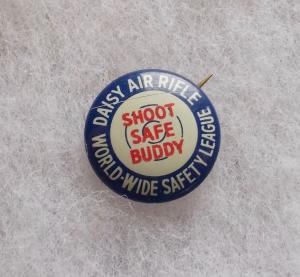 DAISY AIR RIFLE
SHOOT
SAFE
BUDDY
WORLD-WIDE SAFETY LEAGUE